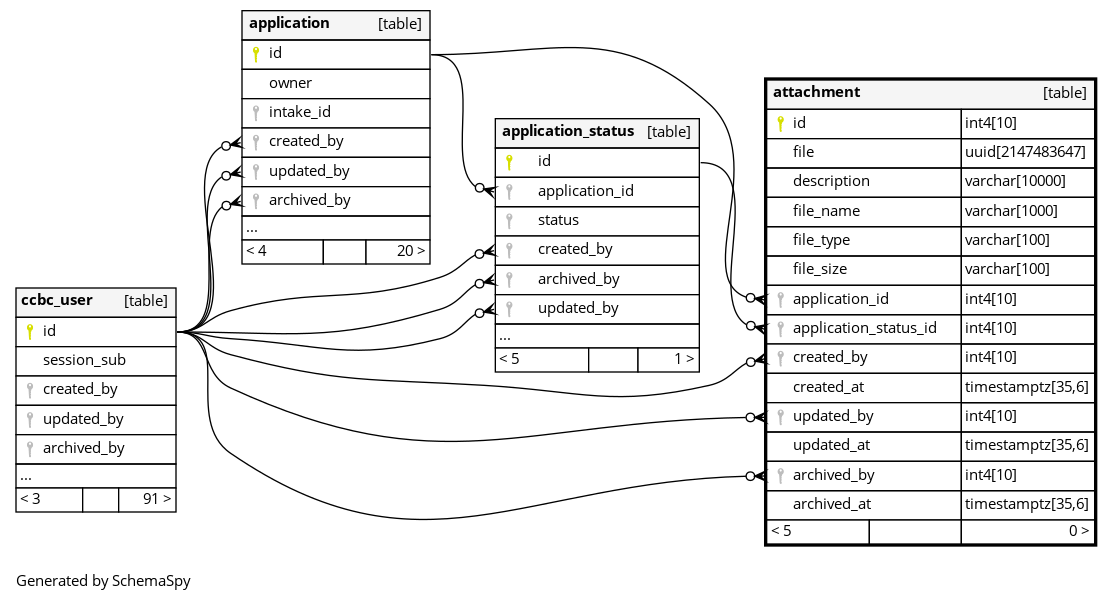 application [table]
id
owner
intake_id
created_by
updated_by
archived_by
...
< 4 20 >
application_status [table]
id
application_id
status
created_by
archived_by
updated_by
...
< 5 1 >
attachment [table]
id int4[10]
file uuid[2147483647]
description varchar[10000]
file_name varchar[1000]
file_type varchar[100]
file_size varchar[100]
application_id int4[10]
application_status_id int4[10]
created_by int4[10]
created_at timestamptz[35,6]
updated_by int4[10]
updated_at timestamptz[35,6]
archived_by int4[10]
archived_at timestamptz[35,6]
< 5 0 >
ccbc_user [table]
id
session_sub
created_by
updated_by
archived_by
...
< 3 91 >
Generated by SchemaSpy